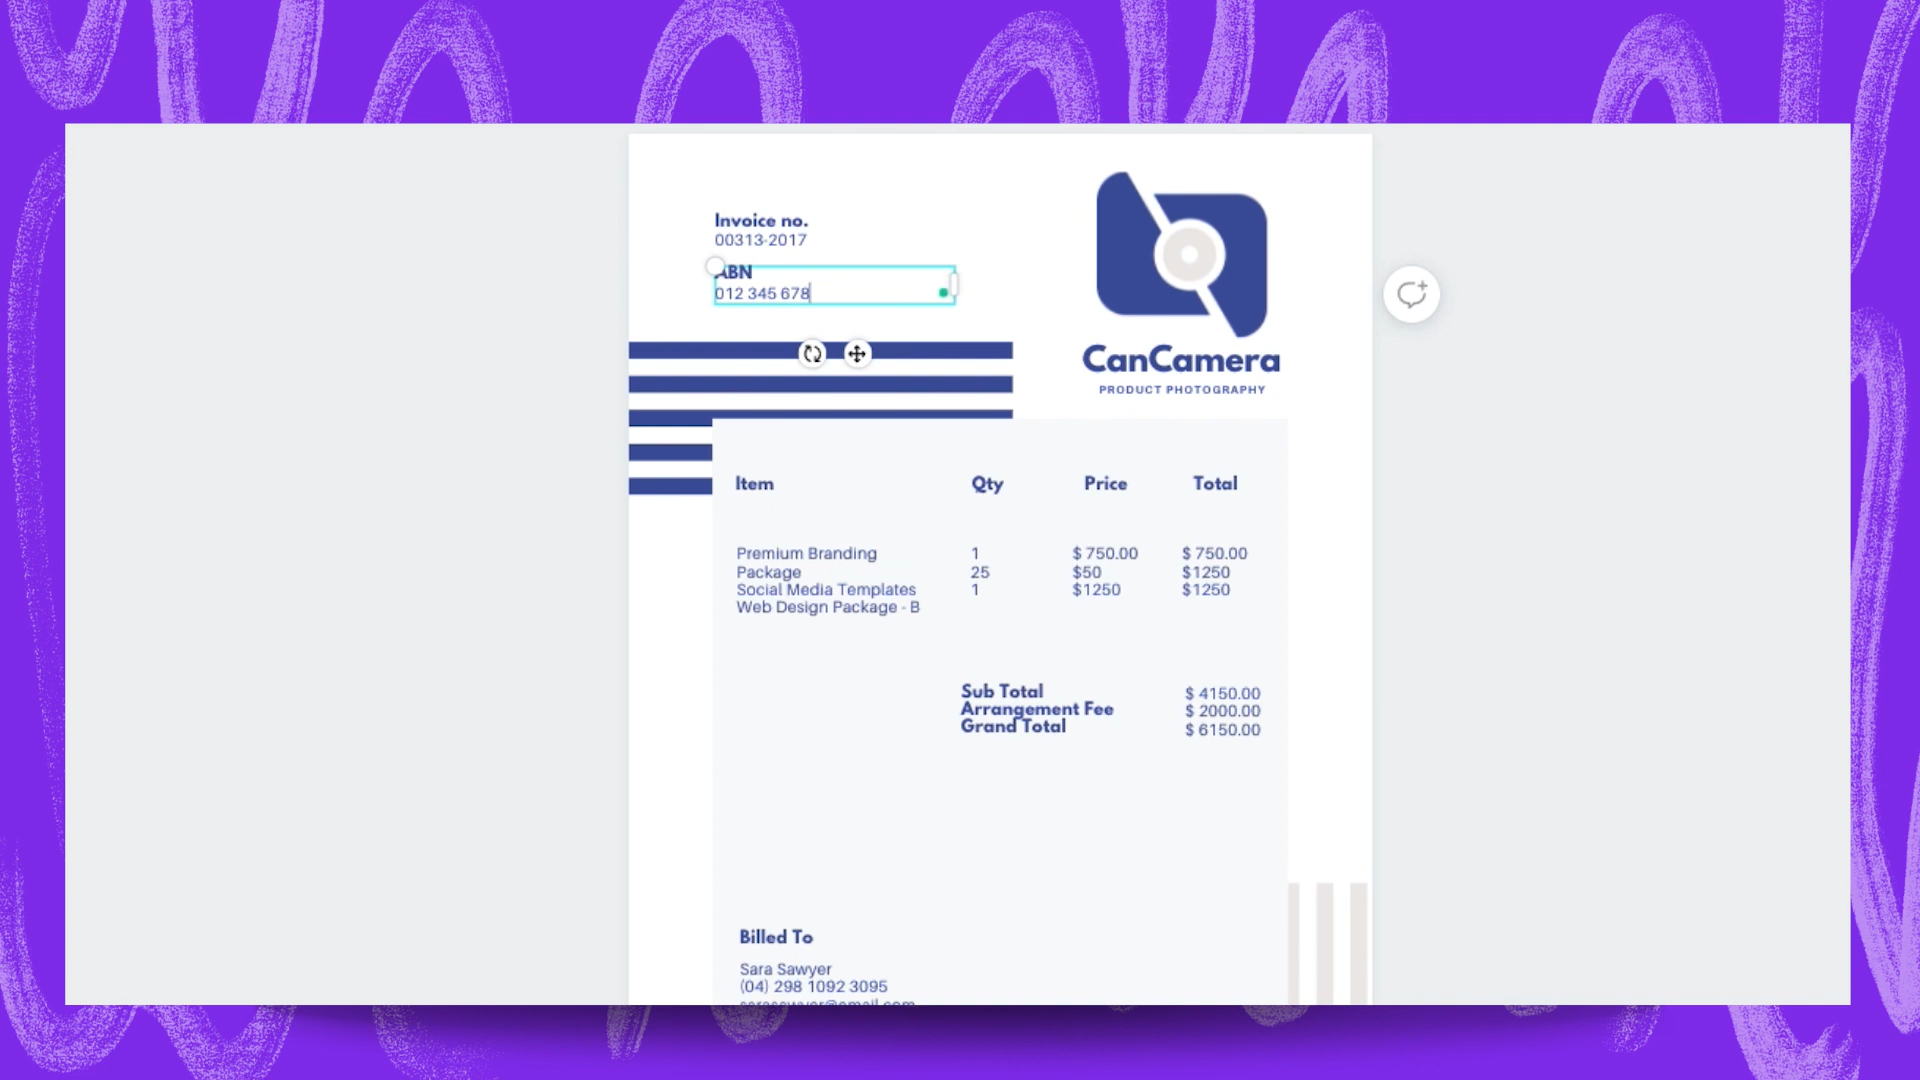 Invoice no.
00313-2017
ABN
012 345 678
CanCamera
PRODUCT PHOTOGRAPHY
Item Qty Price Total
Premium Branding 1 $ 750.00 $ 750.00
Package 25 $50 $1250
Social Media Templates 1 $1250 $1250
Web Design Package - B
Sub Total $ 4150.00
Arrangement Fee $ 2000.00
Grand Total $ 6150.00
Billed To
Sara Sawyer
(04) 298 1092 3095